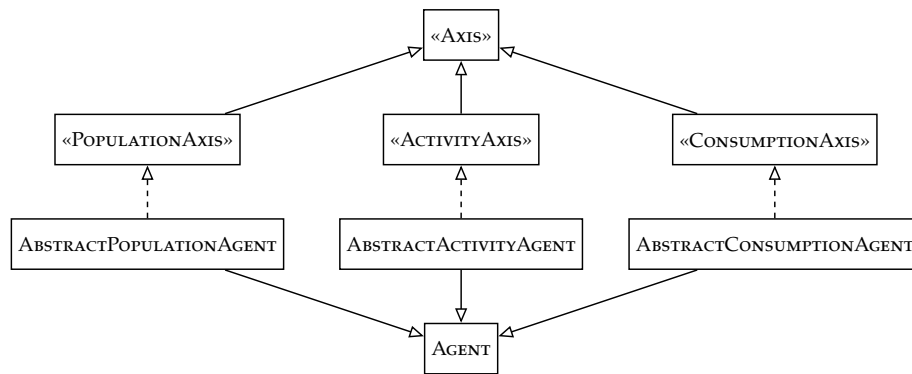 «Axis»
«PopulationAxis»
«ActivityAxis»
«ConsumptionAxis»
AbstractPopulationAgent
AbstractActivityAgent
AbstractConsumptionAgent
Agent